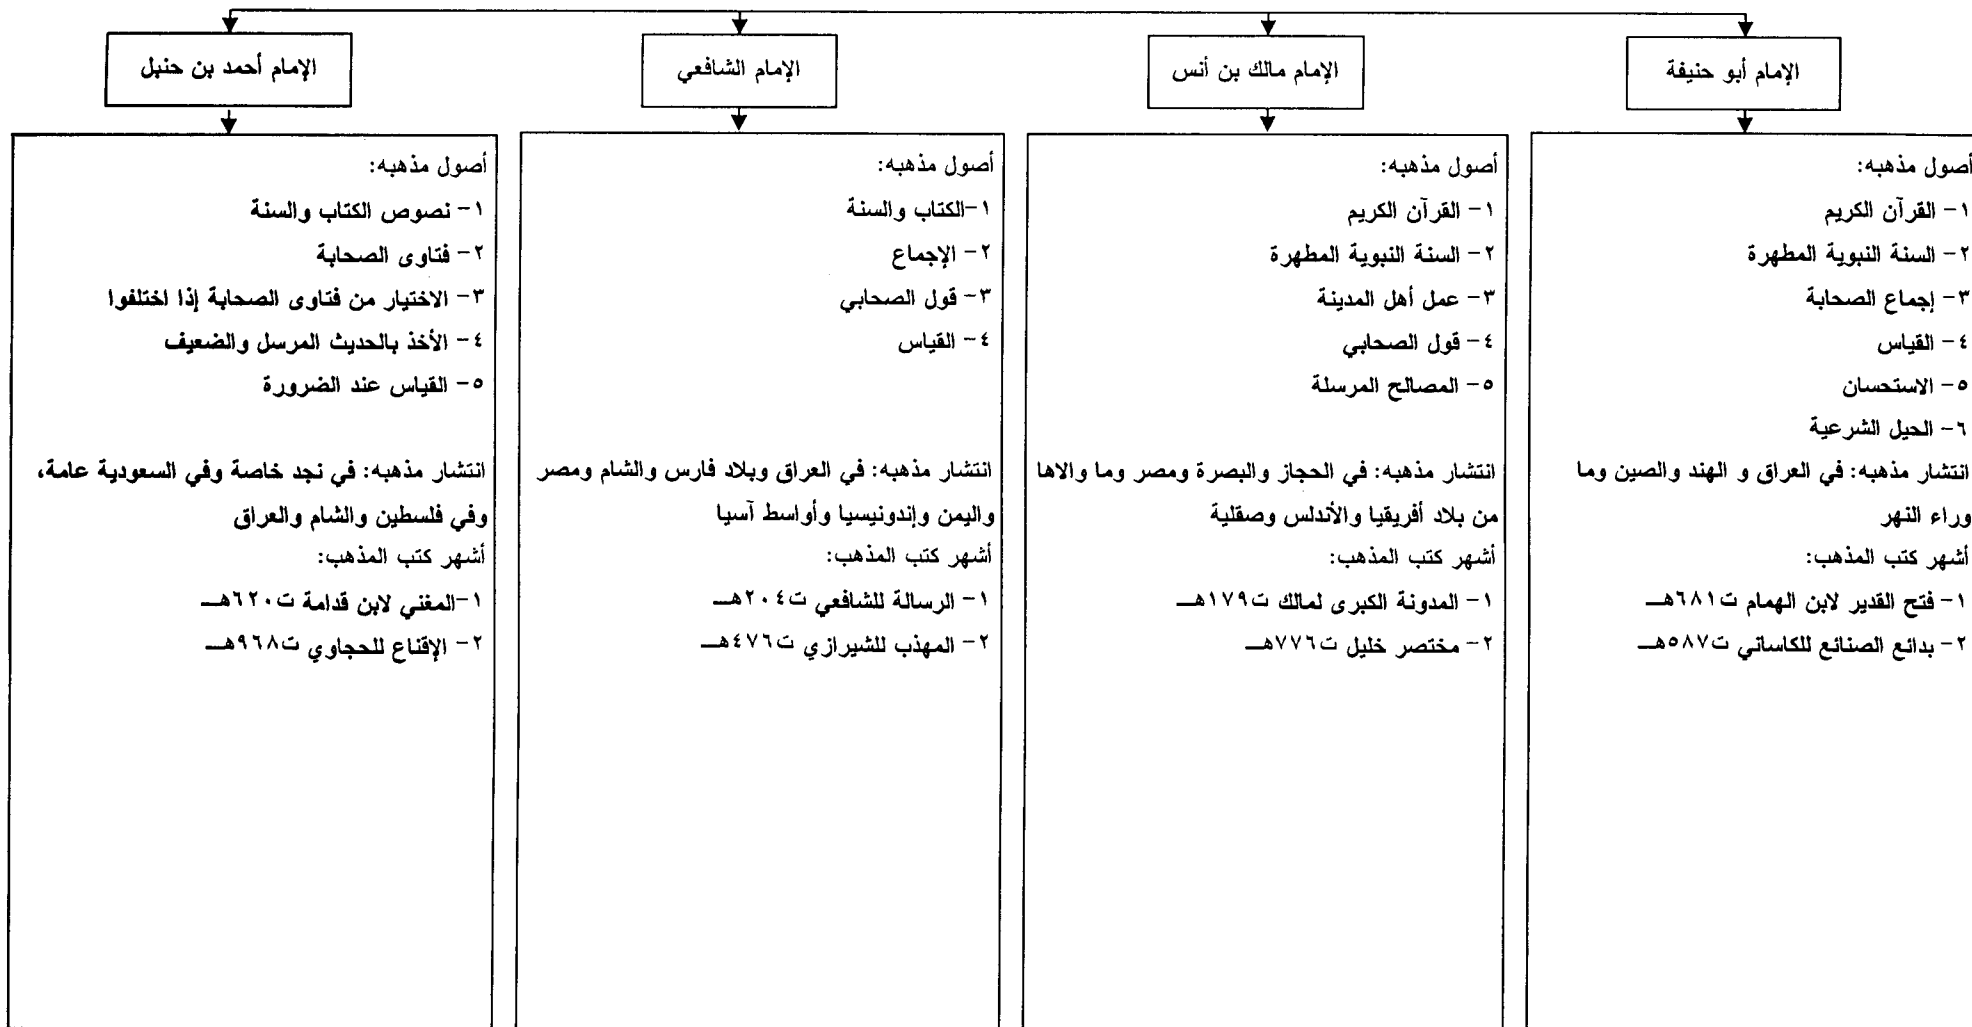 الإمام أبو حنيفة
أصول مذهبه:
١- القرآن الكريم
٢- السنة النبوية المطهرة
٣- إجماع الصحابة
٤- القياس
٥- الاستحسان
٦- الحيل الشرعية
انتشار مذهبه: في العراق و الهند والصين وما
وراء النهر
أشهر كتب المذهب:
١- فتح القدير لابن الهمام ت٦٨١هـ
٢- بدائع الصنائع للكاساني ت٥٨٧هـ
الإمام مالك بن أنس
أصول مذهبه:
١- القرآن الكريم
٢- السنة النبوية المطهرة
٣- عمل أهل المدينة
٤- قول الصحابي
٥- المصالح المرسلة
انتشار مذهبه: في الحجاز والبصرة ومصر وما والاها
من بلاد أفريقيا والأندلس وصقلية
أشهر كتب المذهب:
١- المدونة الكبرى لمالك ت١٧٩هـ
٢- مختصر خليل ت٧٧٦هـ
الإمام الشافعي
أصول مذهبه:
١-الكتاب والسنة
٢- الإجماع
٣- قول الصحابي
٤- القياس
انتشار مذهبه: في العراق وبلاد فارس والشام ومصر
واليمن وإندونيسيا وأواسط آسيا
أشهر كتب المذهب:
١- الرسالة للشافعي ت٢٠٤هـ
٢- المهذب للشيرازي ت٤٧٦هـ
الإمام أحمد بن حنبل
أصول مذهبه:
١- نصوص الكتاب والسنة
٢- فتاوى الصحابة
٣- الاختيار من فتاوى الصحابة إذا اختلفوا
٤- الأخذ بالحديث المرسل والضعيف
٥- القياس عند الضرورة
انتشار مذهبه: في نجد خاصة وفي السعودية عامة،
وفي فلسطين والشام والعراق
أشهر كتب المذهب:
١-المغني لابن قدامة ت٦٢٠هـ
٢- الإقناع للحجاوي ت٩٦٨هـ